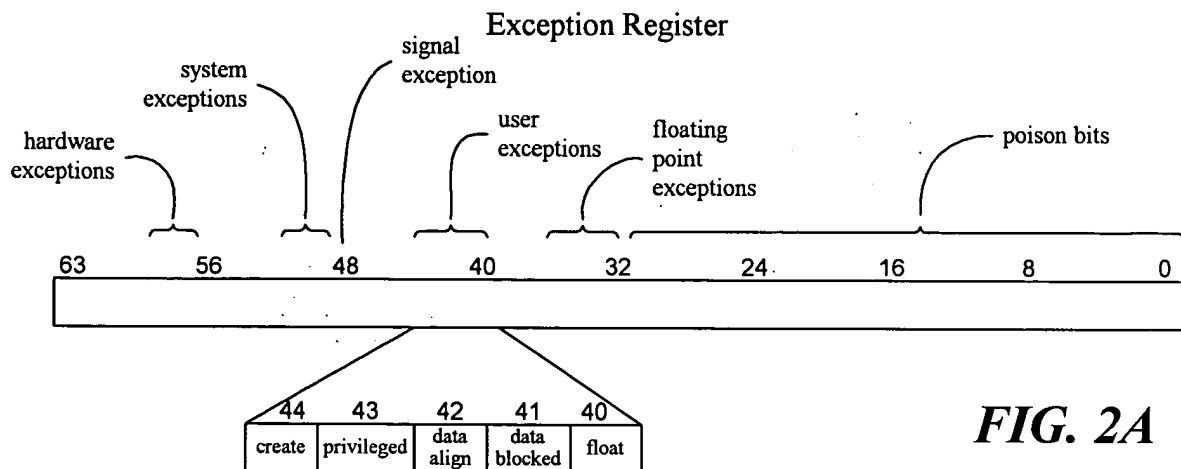 Exception Register
signal
exception
system
exceptions
hardware
exceptions
user
exceptions
floating
point
exceptions
poison bits
63 56 48 40 32 24 16 8 0
44 43 42 41 40
create privileged data align data blocked float
FIG. 2A